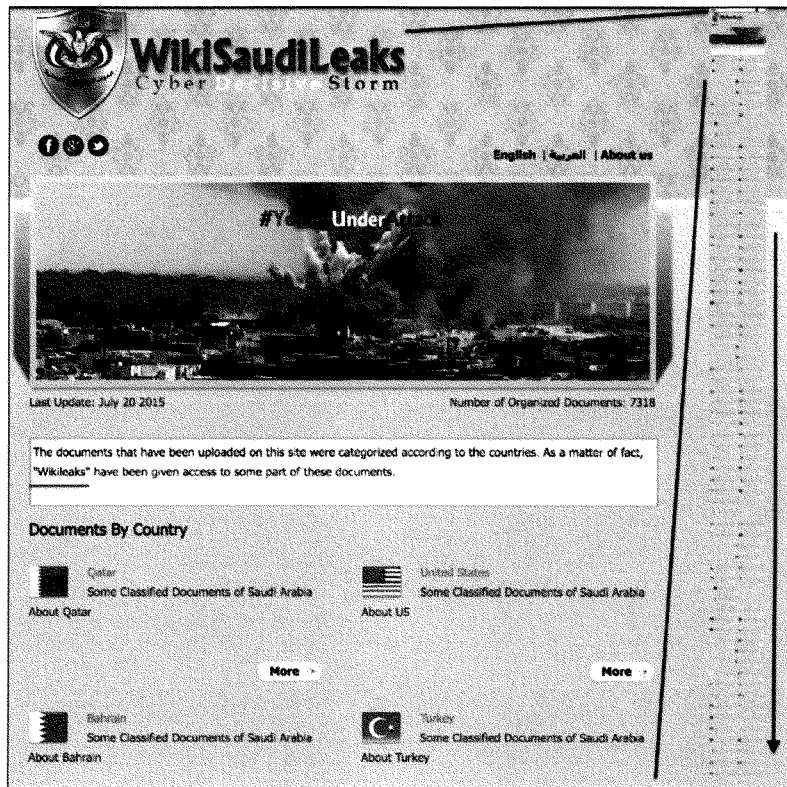 WikiSaudiLeaks
Cyber Decisive Storm
English | العربية | About us
Under
Last Update: July 20 2015
Number of Organized Documents: 7318
The documents that have been uploaded on this site were categorized according to the countries. As a matter of fact,
"Wikileaks" have been given access to some part of these documents.
Documents By Country
Qatar
Some Classified Documents of Saudi Arabia
About Qatar
More
United States
Some Classified Documents of Saudi Arabia
About US
More
Bahrain
Some Classified Documents of Saudi Arabia
About Bahrain
Turkey
Some Classified Documents of Saudi Arabia
About Turkey